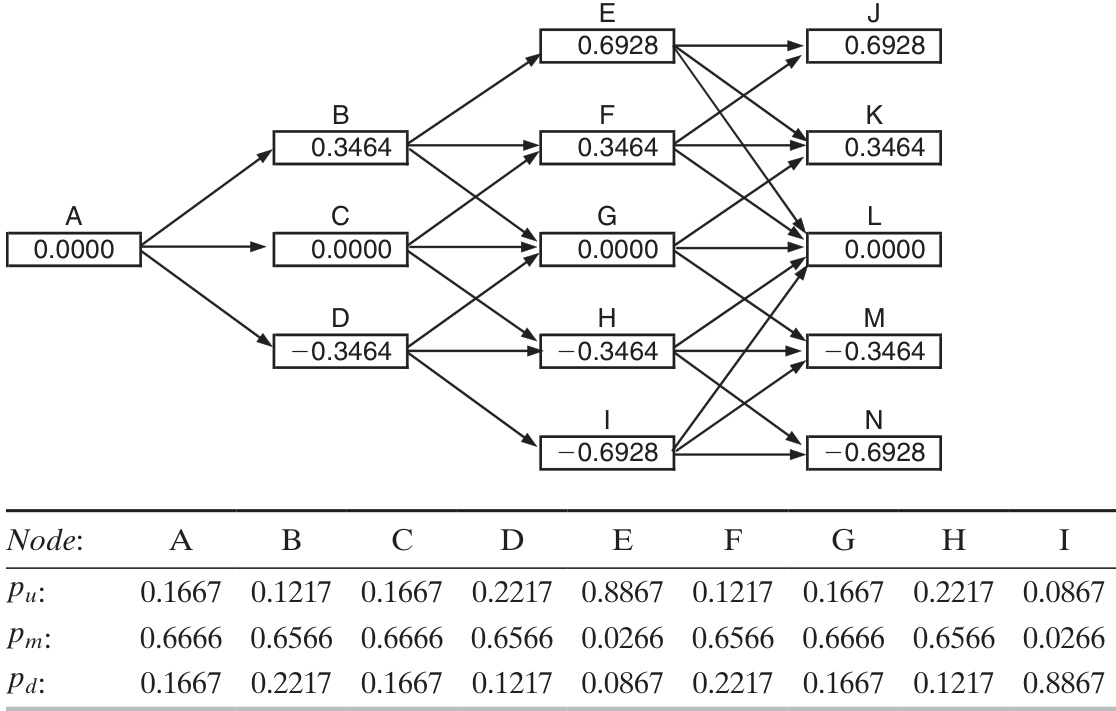 E J
0.6928 0.6928
B F K
0.3464 0.3464 0.3464
A C G L
0.0000 0.0000 0.0000 0.0000
D H M
−0.3464 −0.3464 −0.3464
I N
−0.6928 −0.6928
Node: A B C D E F G H I
pu: 0.1667 0.1217 0.1667 0.2217 0.8867 0.1217 0.1667 0.2217 0.0867
pm: 0.6666 0.6566 0.6666 0.6566 0.0266 0.6566 0.6666 0.6566 0.0266
pd: 0.1667 0.2217 0.1667 0.1217 0.0867 0.2217 0.1667 0.1217 0.8867